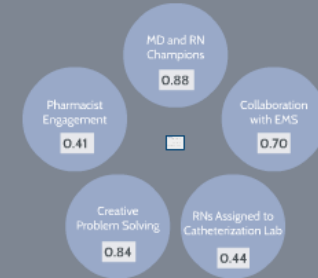 MD and RN
Champions
0.88
Pharmacist
Engagement
0.41
Collaboration
with EMS
0.70
Creative
Problem Solving
0.84
RNs Assigned to
Catheterization Lab
0.44